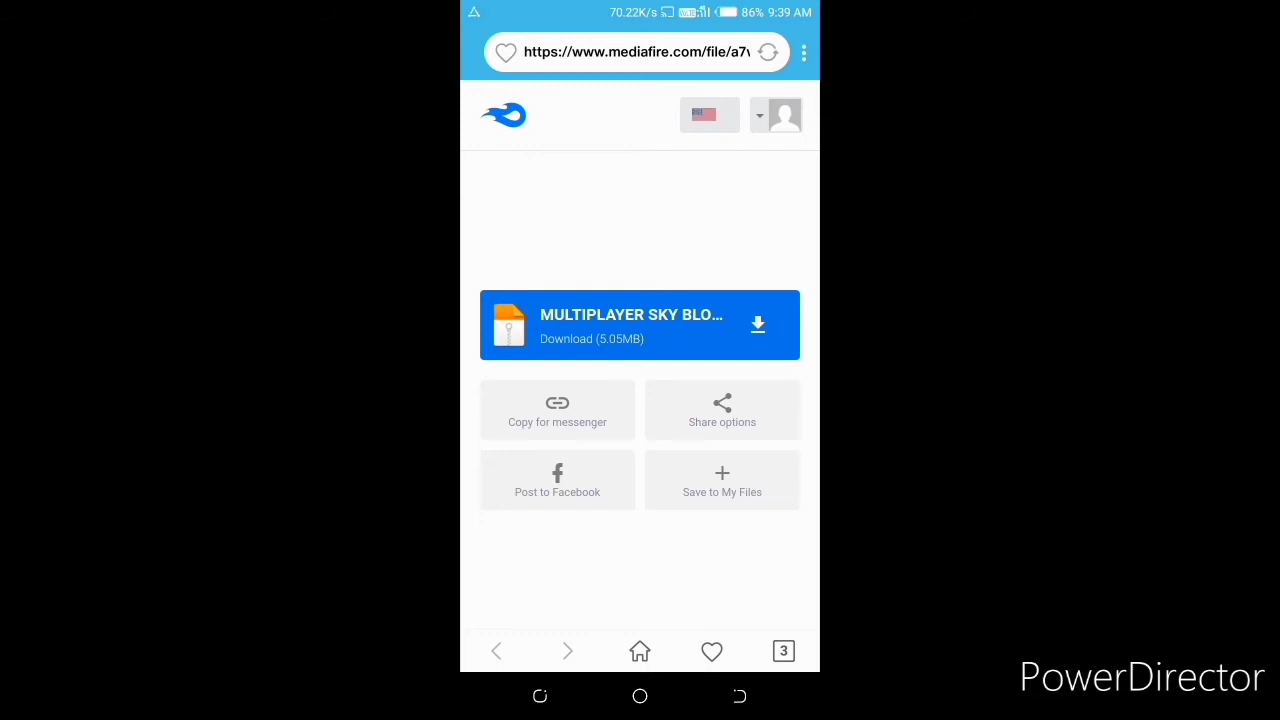 70.22K/s 86% 9:39 AM
https://www.mediafire.com/file/a7
MULTIPLAYER SKY BLO...
Download (5.05MB)
Copy for messenger
Share options
Post to Facebook
Save to My Files
3
PowerDirector